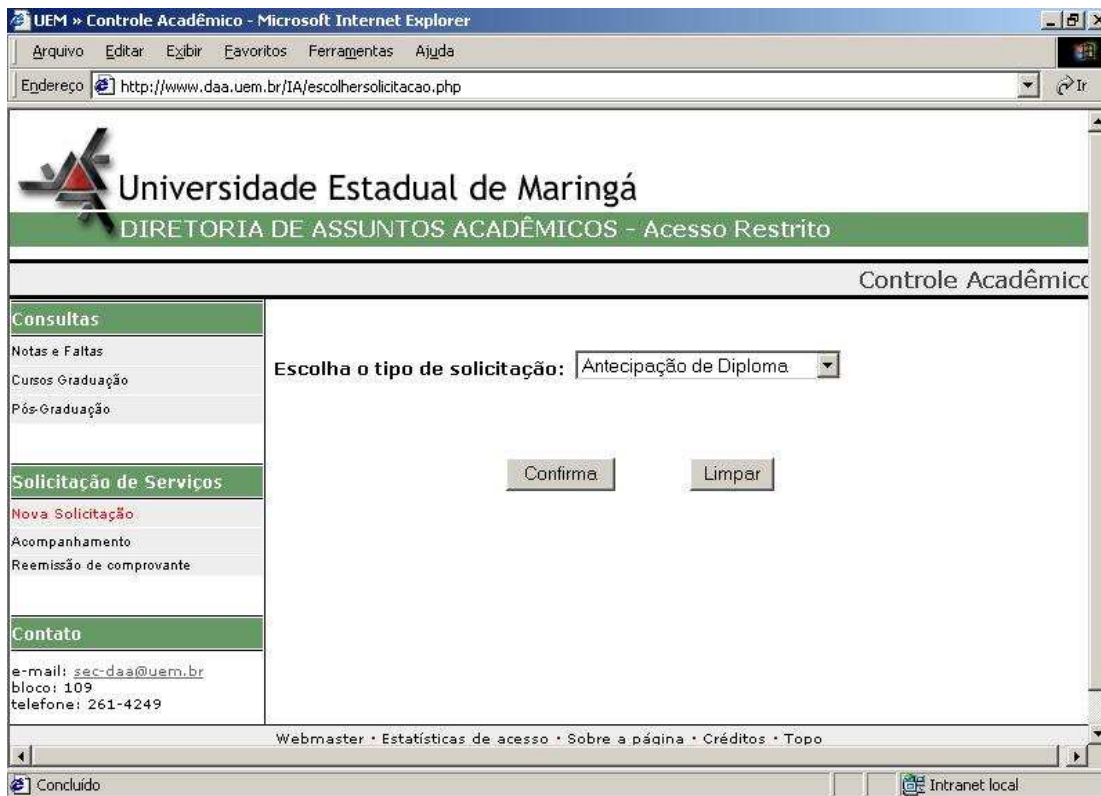 UEM » Controle Acadêmico - Microsoft Internet Explorer
Arquivo Editar Exibir Favoritos Ferramentas Ajuda
Endereço http://www.daa.uem.br/IA/escolhersolicitacao.php Ir
Universidade Estadual de Maringá
DIRETORIA DE ASSUNTOS ACADÊMICOS - Acesso Restrito
Controle Acadêmico
Consultas
Notas e Faltas
Cursos Graduação
Pós-Graduação
Escolha o tipo de solicitação: Antecipação de Diploma
Confirma Limpar
Solicitação de Serviços
Nova Solicitação
Acompanhamento
Reemissão de comprovante
Contato
e-mail: sec-daa@uem.br
bloco: 109
telefone: 261-4249
Webmaster · Estatísticas de acesso · Sobre a página · Créditos · Topo
Concluído Intranet local